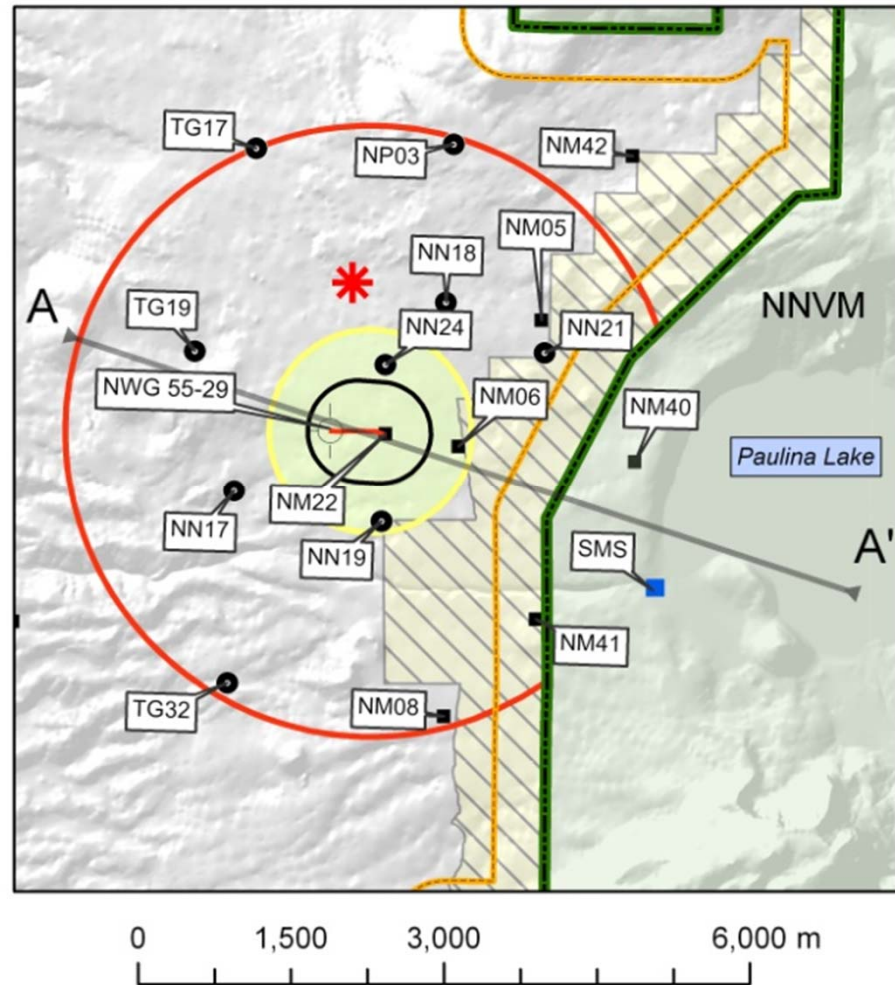 TG17
NP03
NM42
NM05
NN18
A
TG19
NN24
NN21
NNVM
NWG 55-29
NM06
NM40
Paulina Lake
NM22
NN17
NN19
SMS
A'
NM41
TG32
NM08
0
1,500
3,000
6,000 m